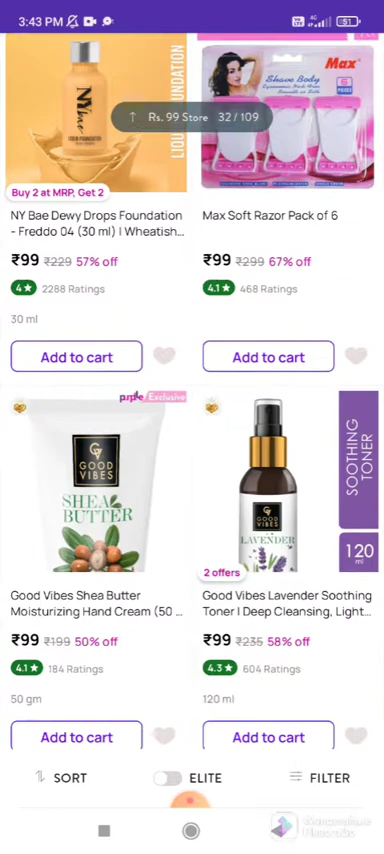 3:43 PM
4G
51
LIQUID FOUNDATION
NY
bae
Buy 2 at MRP, Get 2
Max
Shave Body
6
↑ Rs. 99 Store 32 / 109
NY Bae Dewy Drops Foundation
- Freddo 04 (30 ml) | Wheatish...
₹99 ₹229 57% off
4★ 2288 Ratings
30 ml
Add to cart
Max Soft Razor Pack of 6
₹99 ₹299 67% off
4.1★ 468 Ratings
Add to cart
purple Exclusive
GOOD
VIBES
SHEA
BUTTER
Good Vibes Shea Butter
Moisturizing Hand Cream (50 ...
₹99 ₹199 50% off
4.1★ 184 Ratings
50 gm
Add to cart
SOOTHING
TONER
120
ml
GOOD
VIBES
LAVENDER
2 offers
Good Vibes Lavender Soothing
Toner | Deep Cleansing, Light...
₹99 ₹235 58% off
4.3★ 604 Ratings
120 ml
Add to cart
SORT
ELITE
FILTER